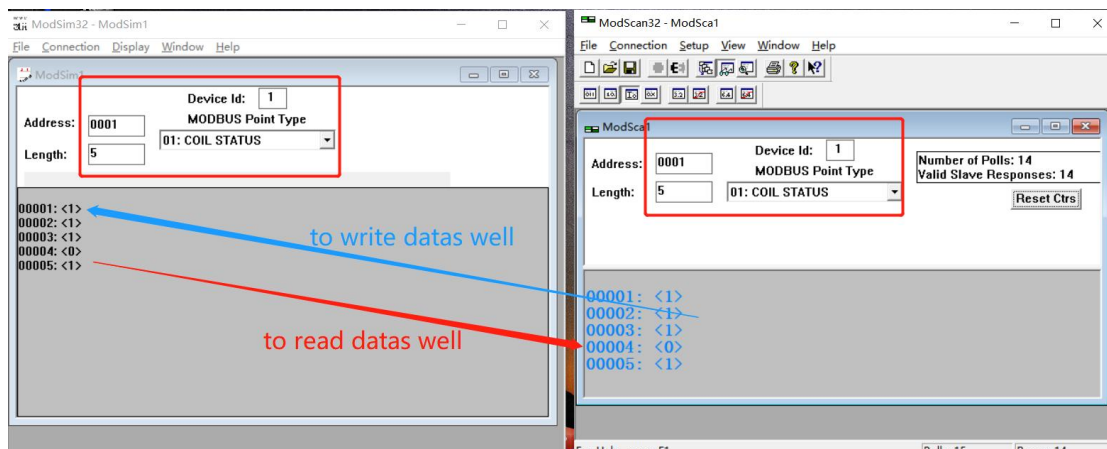 ModSim32 - ModSim1
File Connection Display Window Help
ModSim1
Device Id: 1
Address: 0001
MODBUS Point Type
Length: 5
01: COIL STATUS
00001: <1>
00002: <1>
00003: <1>
00004: <0>
00005: <1>
to write datas well
to read datas well
ModScan32 - ModSca1
File Connection Setup View Window Help
ModSca1
Device Id: 1
Address: 0001
MODBUS Point Type
Length: 5
01: COIL STATUS
Number of Polls: 14
Valid Slave Responses: 14
Reset Ctrs
00001: <1>
00002: <1>
00003: <1>
00004: <0>
00005: <1>